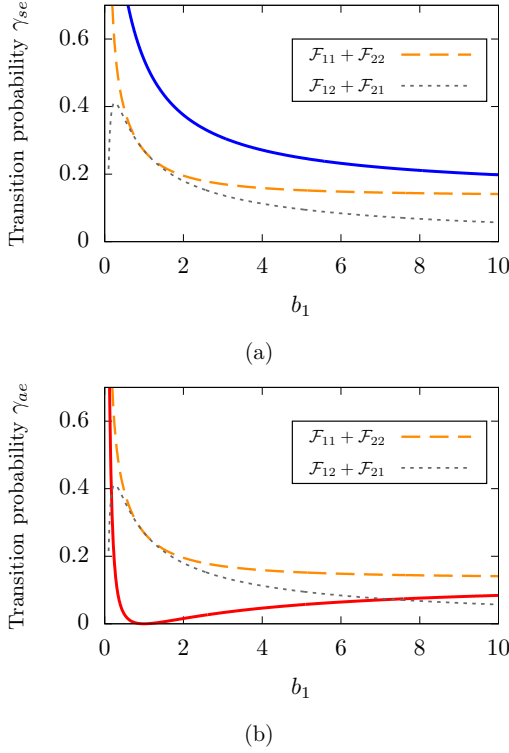 Transition probability γ_se
0.6
0.4
0.2
0
ℱ₁₁ + ℱ₂₂
ℱ₁₂ + ℱ₂₁
0 2 4 6 8 10
b₁
(a)
Transition probability γ_ae
0.6
0.4
0.2
0
ℱ₁₁ + ℱ₂₂
ℱ₁₂ + ℱ₂₁
0 2 4 6 8 10
b₁
(b)